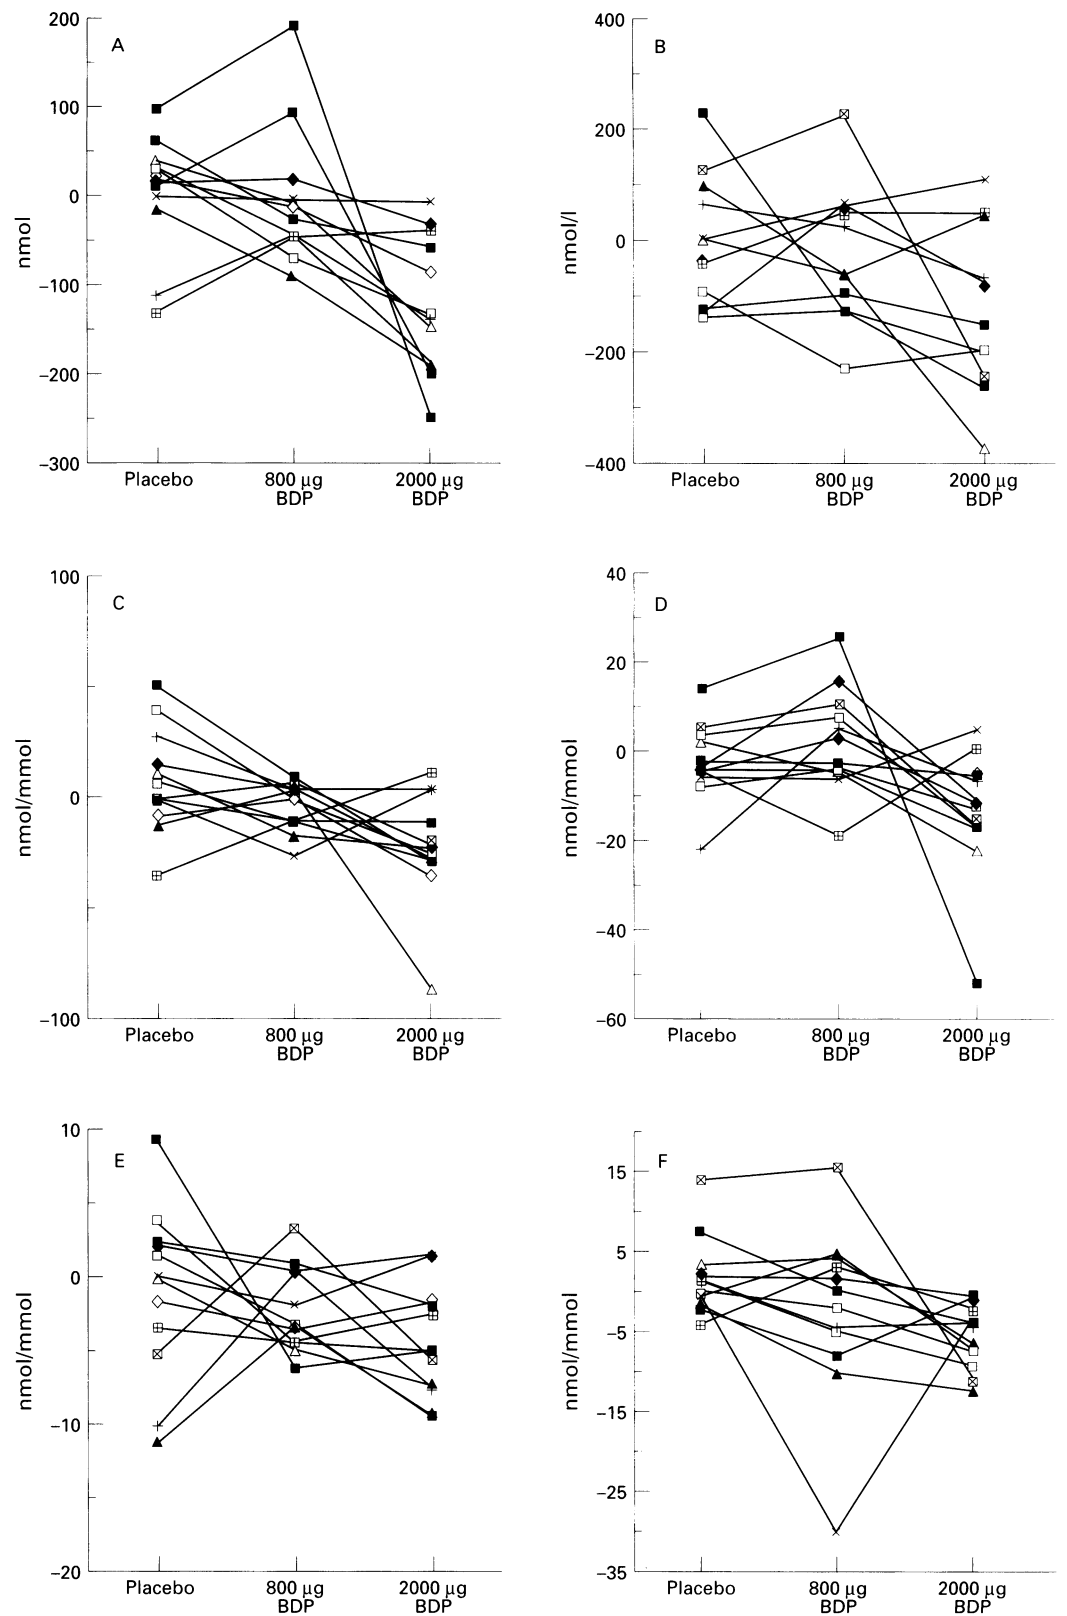 200
100
0
−100
−200
−300
nmol
A
Placebo
800 µg
BDP
2000 µg
BDP
400
200
0
−200
−400
nmol/l
B
Placebo
800 µg
BDP
2000 µg
BDP
100
0
−100
nmol/mmol
C
Placebo
800 µg
BDP
2000 µg
BDP
40
20
0
−20
−40
−60
nmol/mmol
D
Placebo
800 µg
BDP
2000 µg
BDP
10
0
−10
−20
nmol/mmol
E
Placebo
800 µg
BDP
2000 µg
BDP
15
5
−5
−15
−25
−35
nmol/mmol
F
Placebo
800 µg
BDP
2000 µg
BDP